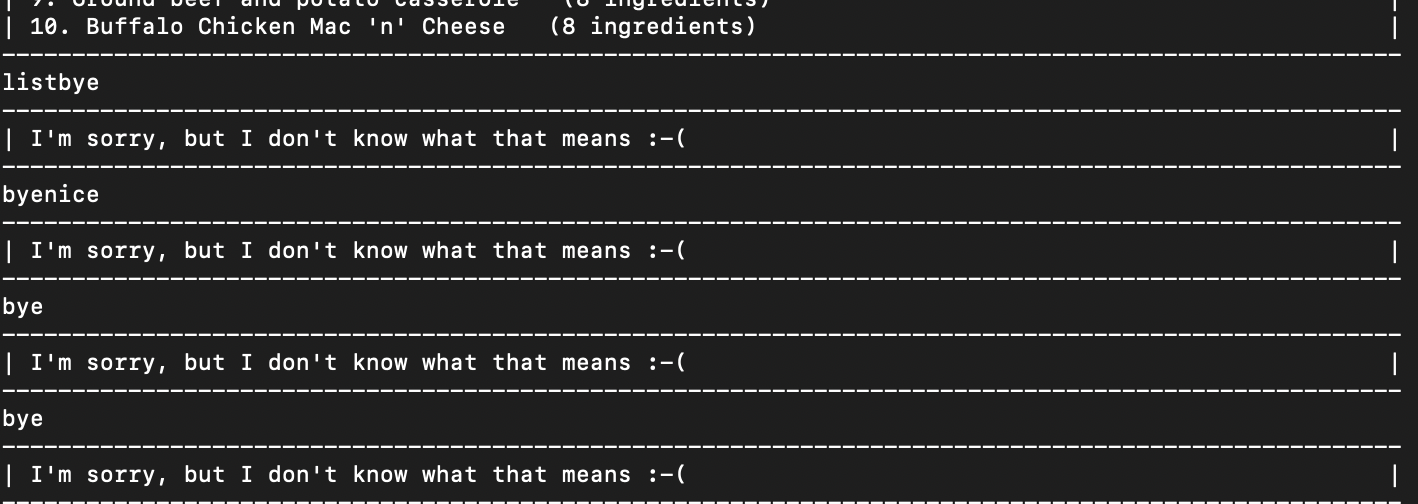 | 9. Ground beef and potato casserole   (8 ingredients)   |
| 10. Buffalo Chicken Mac 'n' Cheese   (8 ingredients)   |
listbye
| I'm sorry, but I don't know what that means :-(   |
byenice
| I'm sorry, but I don't know what that means :-(   |
bye
| I'm sorry, but I don't know what that means :-(   |
bye
| I'm sorry, but I don't know what that means :-(   |